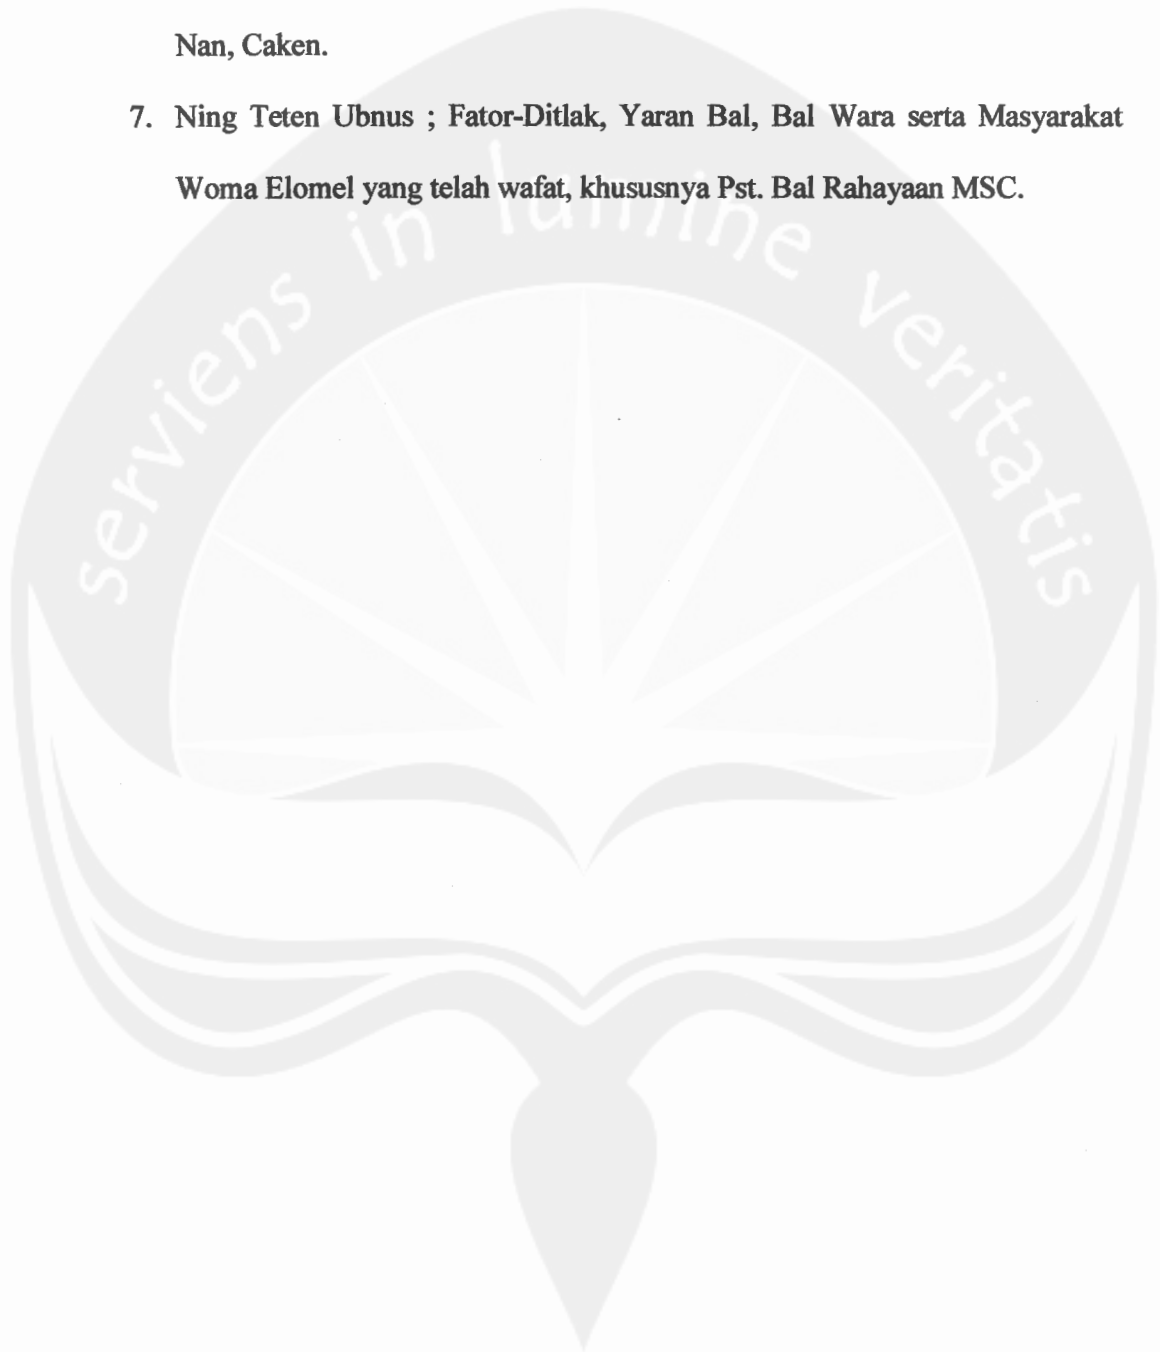 Nan, Caken.
7. Ning Teten Ubnus ; Fator-Ditlak, Yaran Bal, Bal Wara serta Masyarakat
Woma Elomel yang telah wafat, khususnya Pst. Bal Rahayaan MSC.
serviens in lumine veritatis